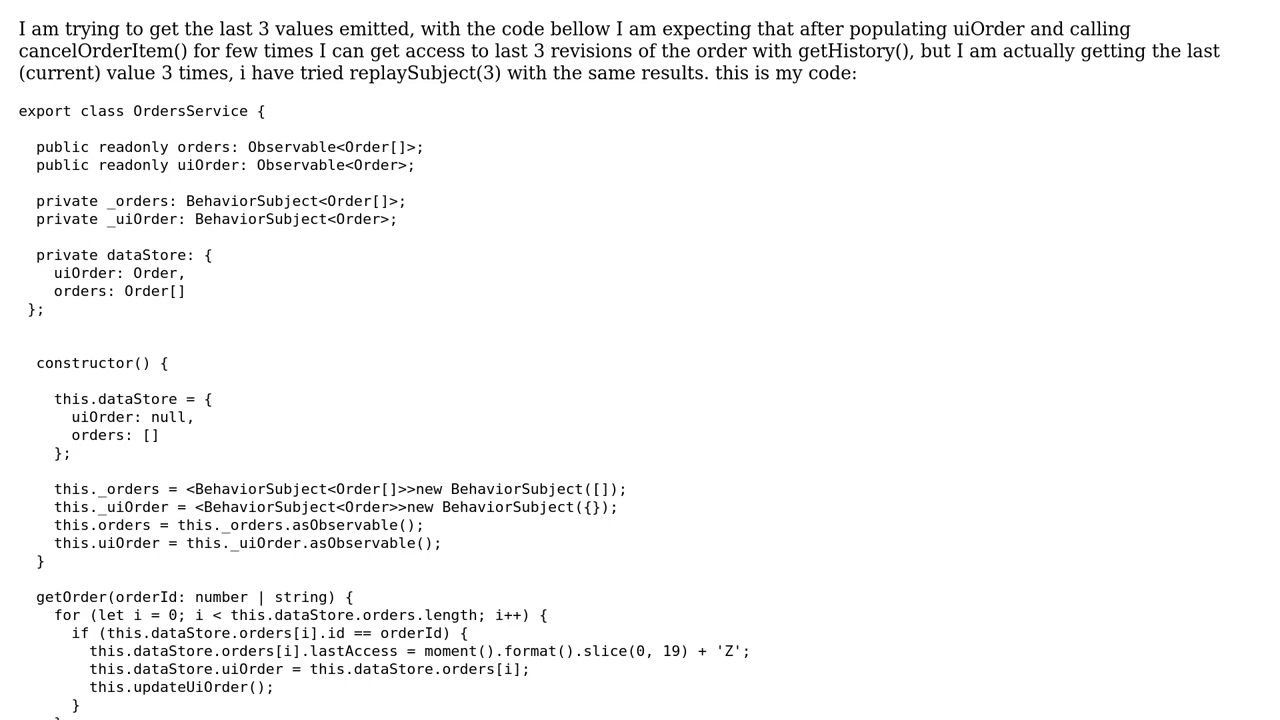 I am trying to get the last 3 values emitted, with the code bellow I am expecting that after populating uiOrder and calling
cancelOrderItem() for few times I can get access to last 3 revisions of the order with getHistory(), but I am actually getting the last
(current) value 3 times, i have tried replaySubject(3) with the same results. this is my code:
export class OrdersService {
public readonly orders: Observable<Order[]>;
public readonly uiOrder: Observable<Order>;
private _orders: BehaviorSubject<Order[]>;
private _uiOrder: BehaviorSubject<Order>;
private dataStore: {
uiOrder: Order,
orders: Order[]
};
constructor() {
this.dataStore = {
uiOrder: null,
orders: []
};
this._orders = <BehaviorSubject<Order[]>>new BehaviorSubject([]);
this._uiOrder = <BehaviorSubject<Order>>new BehaviorSubject({});
this.orders = this._orders.asObservable();
this.uiOrder = this._uiOrder.asObservable();
}
getOrder(orderId: number | string) {
for (let i = 0; i < this.dataStore.orders.length; i++) {
if (this.dataStore.orders[i].id == orderId) {
this.dataStore.orders[i].lastAccess = moment().format().slice(0, 19) + 'Z';
this.dataStore.uiOrder = this.dataStore.orders[i];
this.updateUiOrder();
}